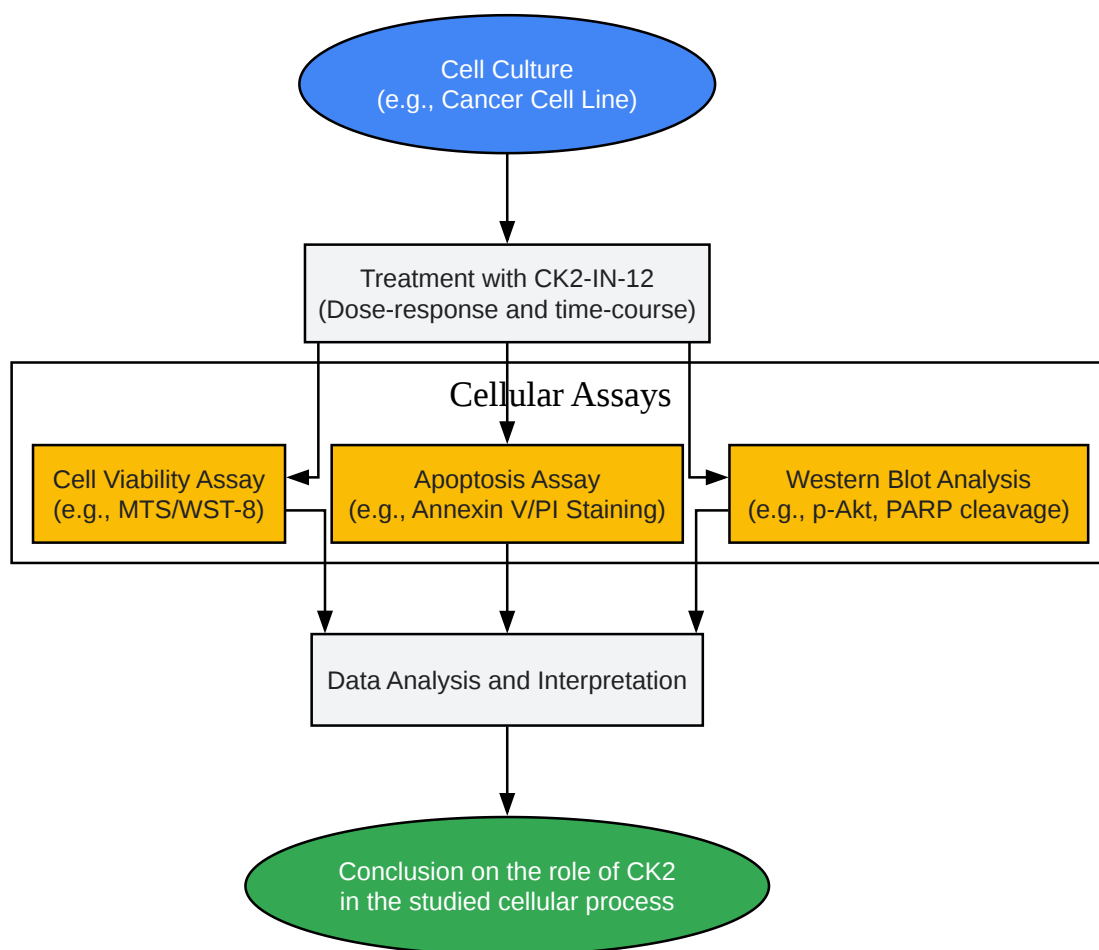 Cell Culture
(e.g., Cancer Cell Line)
Treatment with CK2-IN-12
(Dose-response and time-course)
Cellular Assays
Cell Viability Assay
(e.g., MTS/WST-8)
Apoptosis Assay
(e.g., Annexin V/PI Staining)
Western Blot Analysis
(e.g., p-Akt, PARP cleavage)
Data Analysis and Interpretation
Conclusion on the role of CK2
in the studied cellular process